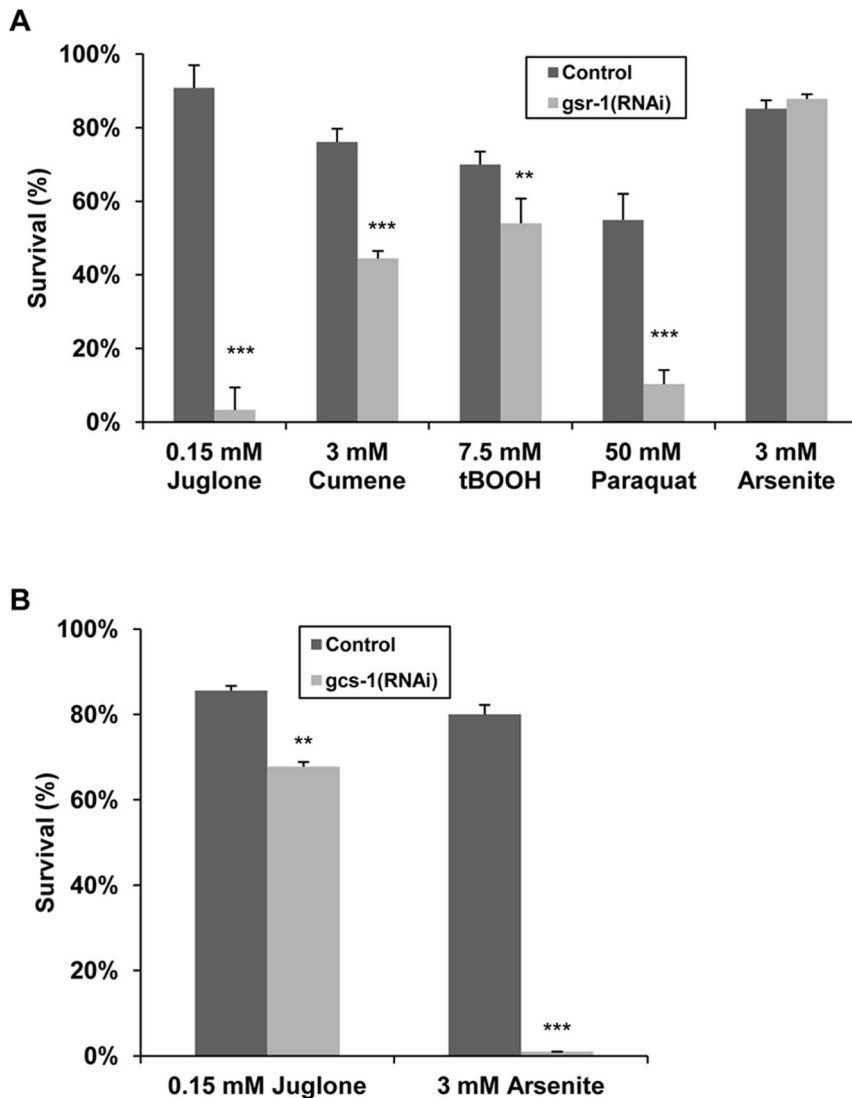 A
100%
80%
60%
40%
20%
0%
Survival (%)
Control
gsr-1(RNAi)
***
***
**
***
0.15 mM
Juglone
3 mM
Cumene
7.5 mM
tBOOH
50 mM
Paraquat
3 mM
Arsenite
B
100%
80%
60%
40%
20%
0%
Survival (%)
Control
gcs-1(RNAi)
**
***
0.15 mM Juglone
3 mM Arsenite